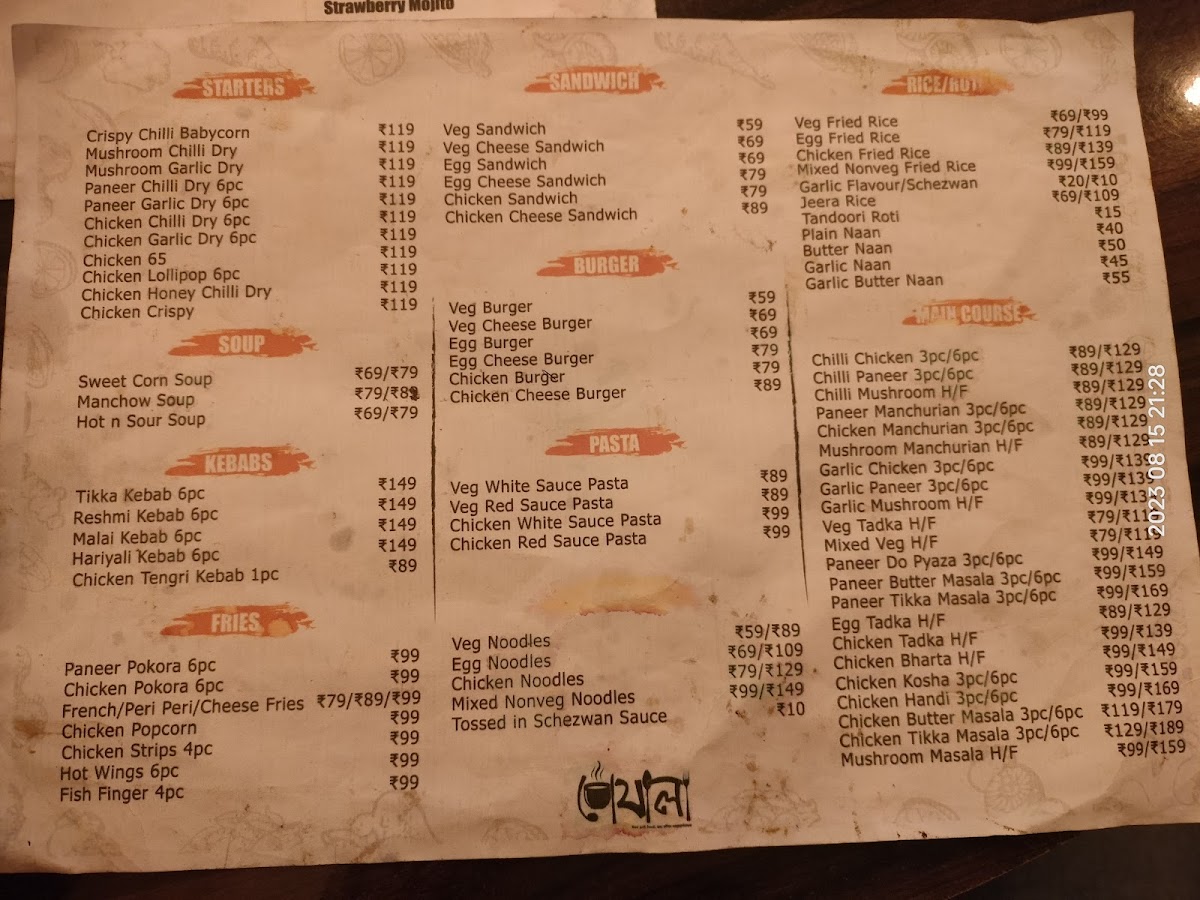 Strawberry Mojito
STARTERS
Crispy Chilli Babycorn ₹119
Mushroom Chilli Dry ₹119
Mushroom Garlic Dry ₹119
Paneer Chilli Dry 6pc ₹119
Paneer Garlic Dry 6pc ₹119
Chicken Chilli Dry 6pc ₹119
Chicken Garlic Dry 6pc ₹119
Chicken 65 ₹119
Chicken Lollipop 6pc ₹119
Chicken Honey Chilli Dry ₹119
Chicken Crispy ₹119
SOUP
Sweet Corn Soup ₹69/₹79
Manchow Soup ₹79/₹89
Hot n Sour Soup ₹69/₹79
KEBABS
Tikka Kebab 6pc ₹149
Reshmi Kebab 6pc ₹149
Malai Kebab 6pc ₹149
Hariyali Kebab 6pc ₹149
Chicken Tengri Kebab 1pc ₹89
FRIES
Paneer Pokora 6pc ₹99
Chicken Pokora 6pc ₹99
French/Peri Peri/Cheese Fries ₹79/₹89/₹99
Chicken Popcorn ₹99
Chicken Strips 4pc ₹99
Hot Wings 6pc ₹99
Fish Finger 4pc ₹99
SANDWICH
Veg Sandwich ₹59
Veg Cheese Sandwich ₹69
Egg Sandwich ₹69
Egg Cheese Sandwich ₹79
Chicken Sandwich ₹79
Chicken Cheese Sandwich ₹89
BURGER
Veg Burger ₹59
Veg Cheese Burger ₹69
Egg Burger ₹69
Egg Cheese Burger ₹79
Chicken Burger ₹79
Chicken Cheese Burger ₹89
PASTA
Veg White Sauce Pasta ₹89
Veg Red Sauce Pasta ₹89
Chicken White Sauce Pasta ₹99
Chicken Red Sauce Pasta ₹99
Veg Noodles ₹59/₹89
Egg Noodles ₹69/₹109
Chicken Noodles ₹79/₹129
Mixed Nonveg Noodles ₹99/₹149
Tossed in Schezwan Sauce ₹10
পেয়ালা
RICE/ROTI
Veg Fried Rice ₹69/₹99
Egg Fried Rice ₹79/₹119
Chicken Fried Rice ₹89/₹139
Mixed Nonveg Fried Rice ₹99/₹159
Garlic Flavour/Schezwan ₹20/₹10
Jeera Rice ₹69/₹109
Tandoori Roti ₹15
Plain Naan ₹40
Butter Naan ₹50
Garlic Naan ₹45
Garlic Butter Naan ₹55
MAIN COURSE
Chilli Chicken 3pc/6pc ₹89/₹129
Chilli Paneer 3pc/6pc ₹89/₹129
Chilli Mushroom H/F ₹89/₹129
Paneer Manchurian 3pc/6pc ₹89/₹129
Chicken Manchurian 3pc/6pc ₹89/₹129
Mushroom Manchurian H/F ₹89/₹129
Garlic Chicken 3pc/6pc ₹99/₹139
Garlic Paneer 3pc/6pc ₹99/₹139
Garlic Mushroom H/F ₹99/₹139
Veg Tadka H/F ₹79/₹119
Mixed Veg H/F ₹79/₹119
Paneer Do Pyaza 3pc/6pc ₹99/₹149
Paneer Butter Masala 3pc/6pc ₹99/₹159
Paneer Tikka Masala 3pc/6pc ₹99/₹169
Egg Tadka H/F ₹89/₹129
Chicken Tadka H/F ₹99/₹139
Chicken Bharta H/F ₹99/₹149
Chicken Kosha 3pc/6pc ₹99/₹159
Chicken Handi 3pc/6pc ₹99/₹169
Chicken Butter Masala 3pc/6pc ₹119/₹179
Chicken Tikka Masala 3pc/6pc ₹129/₹189
Mushroom Masala H/F ₹99/₹159
2023 08 15 21:28